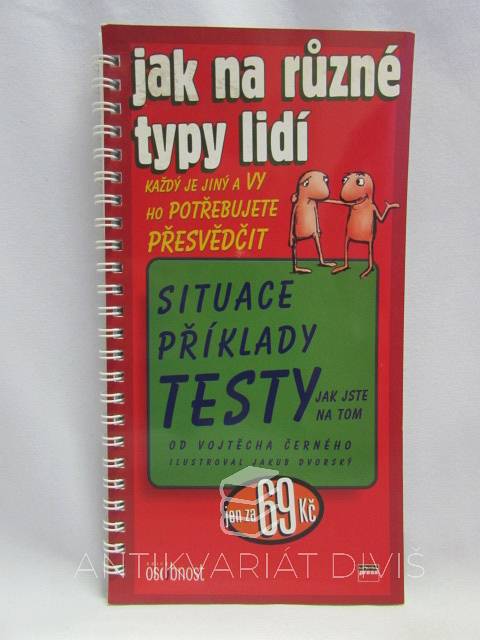 jak na různé
typy lidí
KAŽDÝ JE JINÝ A VY
HO POTŘEBUJETE
PŘESVĚDČIT
SITUACE
PŘÍKLADY
TESTY
JAK JSTE
NA TOM
OD VOJTĚCHA ČERNÉHO
ILUSTROVAL JAKUB DVORSKÝ
jen za 69 Kč
ANTIKVARIÁT DIVIŠ
osobnost
press